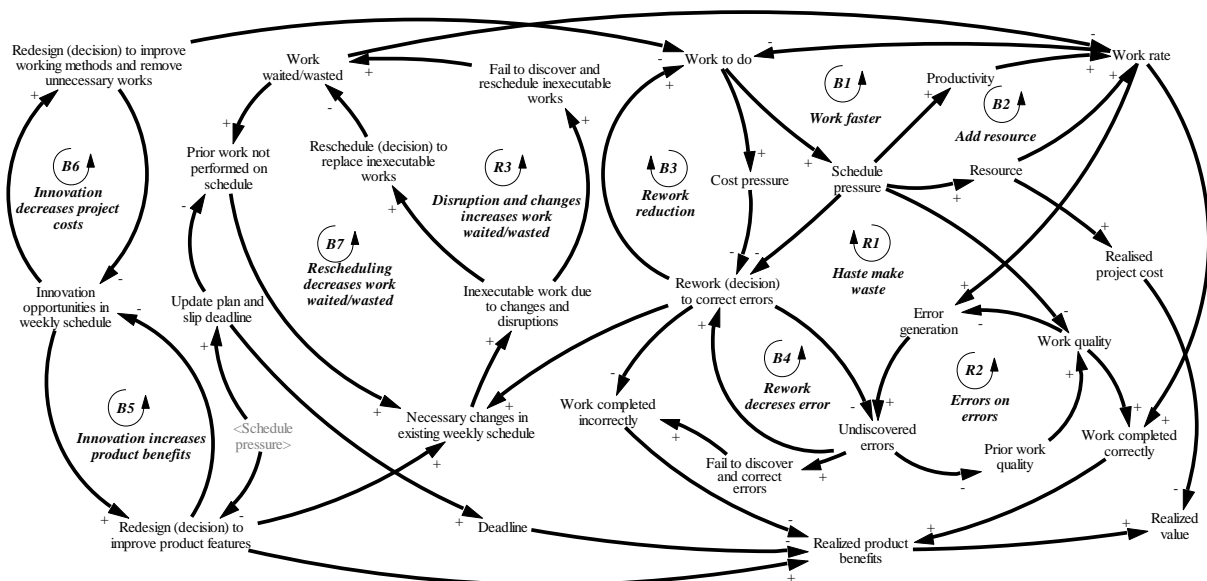 Redesign (decision) to improve
working methods and remove
unnecessary works
Work
waited/wasted
Fail to discover and
reschedule inexecutable
works
Work to do
Productivity
Work rate
B1
Work faster
B2
Add resource
B6
Innovation
decreases project
costs
Prior work not
performed on
schedule
Reschedule (decision) to
replace inexecutable
works
R3
Disruption and changes
increases work
waited/wasted
B3
Rework
reduction
Cost pressure
Schedule
pressure
Resource
B7
Rescheduling
decreases work
waited/wasted
R1
Haste make
waste
Realised
project cost
Innovation
opportunities in
weekly schedule
Update plan and
slip deadline
Inexecutable work due
to changes and
disruptions
Rework (decision)
to correct errors
Error
generation
Work quality
B5
Innovation increases
product benefits
<Schedule
pressure>
Necessary changes in
existing weekly schedule
Work completed
incorrectly
B4
Rework
decreses error
R2
Errors on
errors
Undiscovered
errors
Prior work
quality
Work completed
correctly
Fail to discover
and correct
errors
Redesign (decision) to
improve product features
Deadline
Realized product
benefits
Realized
value